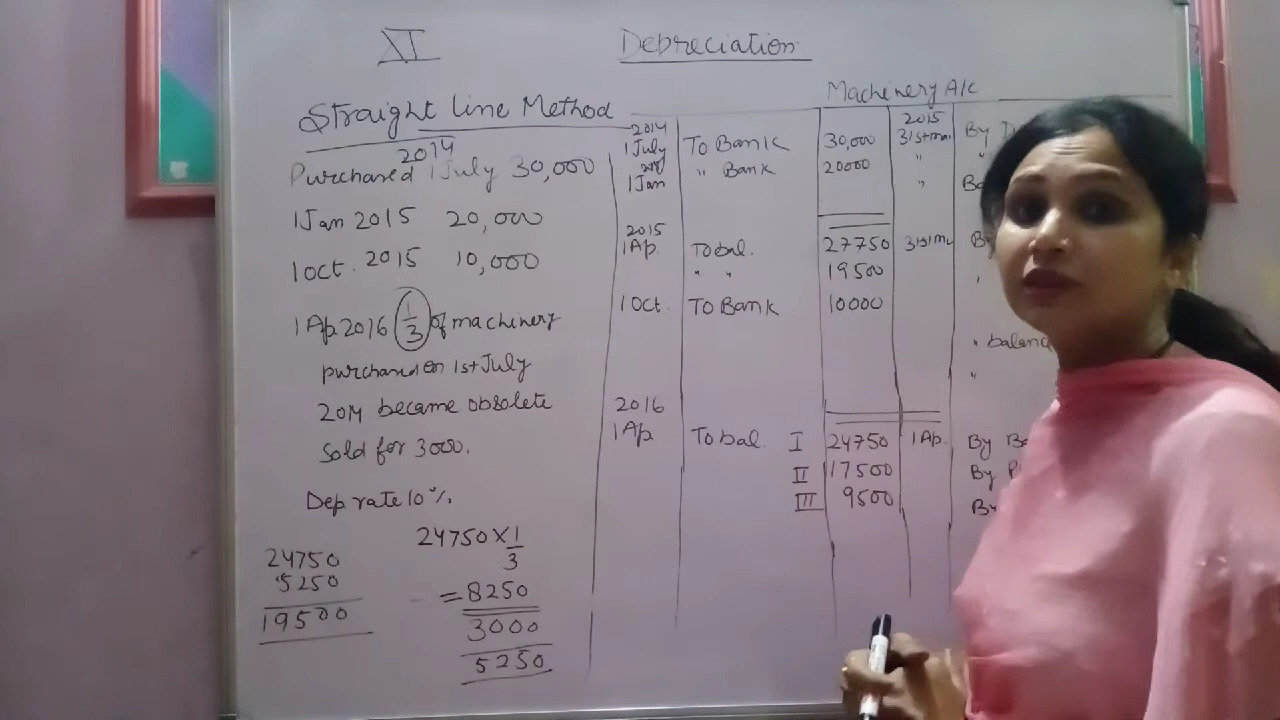 XI
Depreciation
Straight Line Method
2014
Purchased 1 July 30,000
1 Jan 2015 20,000
1 Oct. 2015 10,000
1 Ap 2016 1/3 of machinery
purchased on 1st July
2014 became obsolete
Sold for 3000.
Dep rate 10%
24750 × 1/3
= 8250
3000
5250
24750
5250
19500
Machinery A/c
2014
1 July To Bank 30,000
1 Jan " Bank 20000
2015
31st Mar By
"
"
2015
1 Ap. To bal. 27750
" " 19500
1 Oct. To Bank 10000
31st By
" balanc
"
2016
1 Ap To bal I 24750
II 17500
III 9500
1 Ap. By
By
By